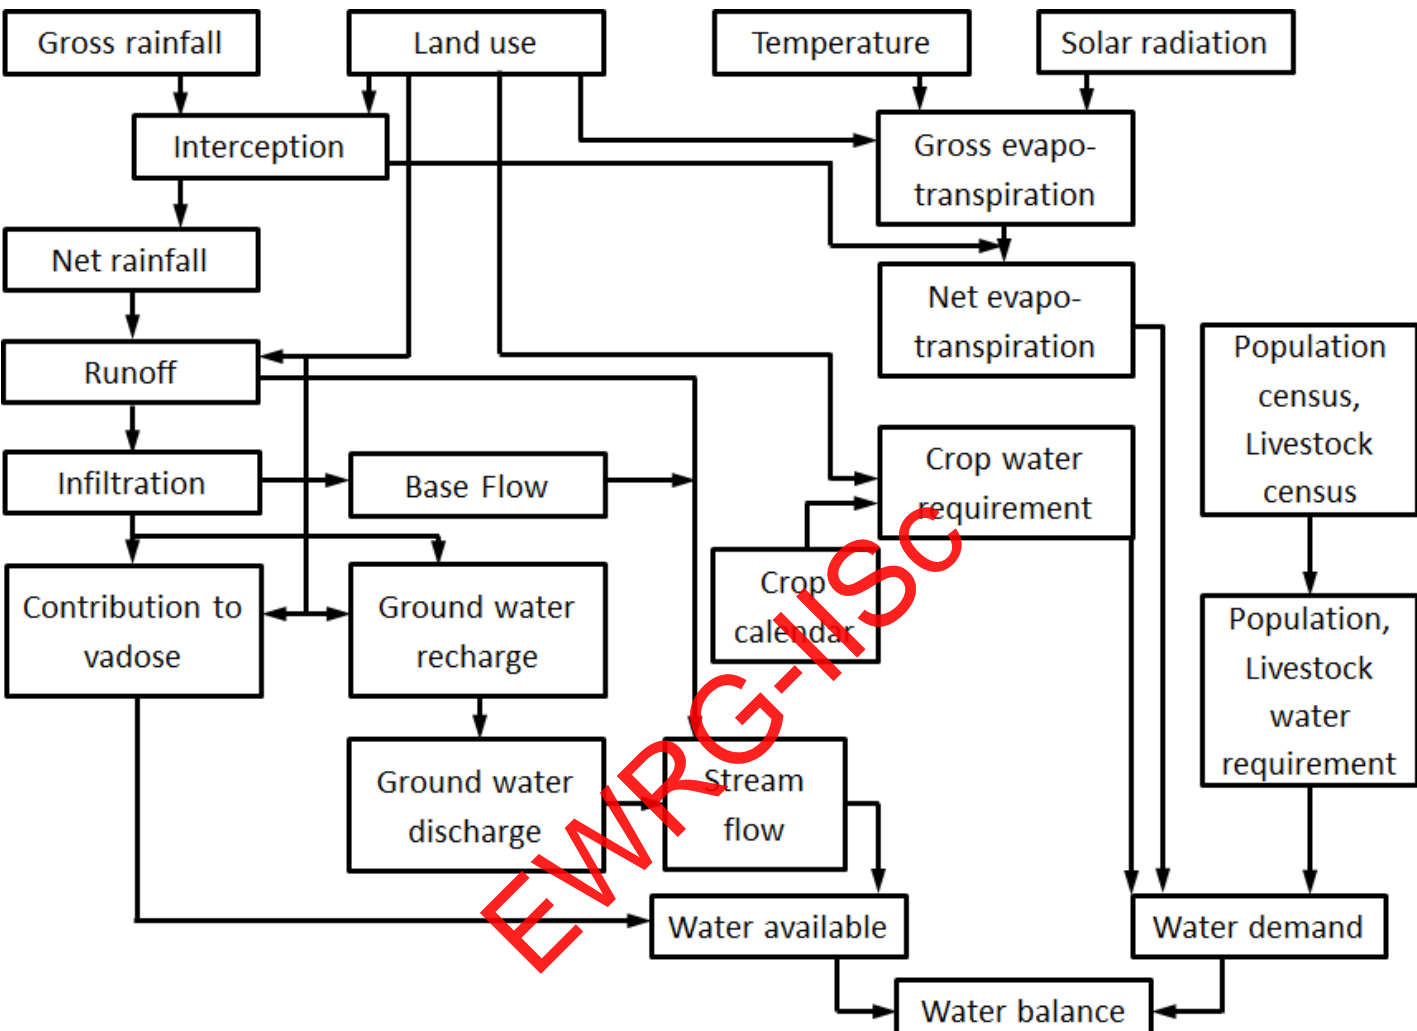 Gross rainfall
Land use
Temperature
Solar radiation
Interception
Gross evapo-
transpiration
Net rainfall
Net evapo-
transpiration
Runoff
Population
census,
Livestock
census
Infiltration
Base Flow
Crop water
requirement
Crop
calendar
Contribution to
vadose
Ground water
recharge
Population,
Livestock
water
requirement
Ground water
discharge
Stream
flow
Water available
Water demand
Water balance
EWRG-IISc